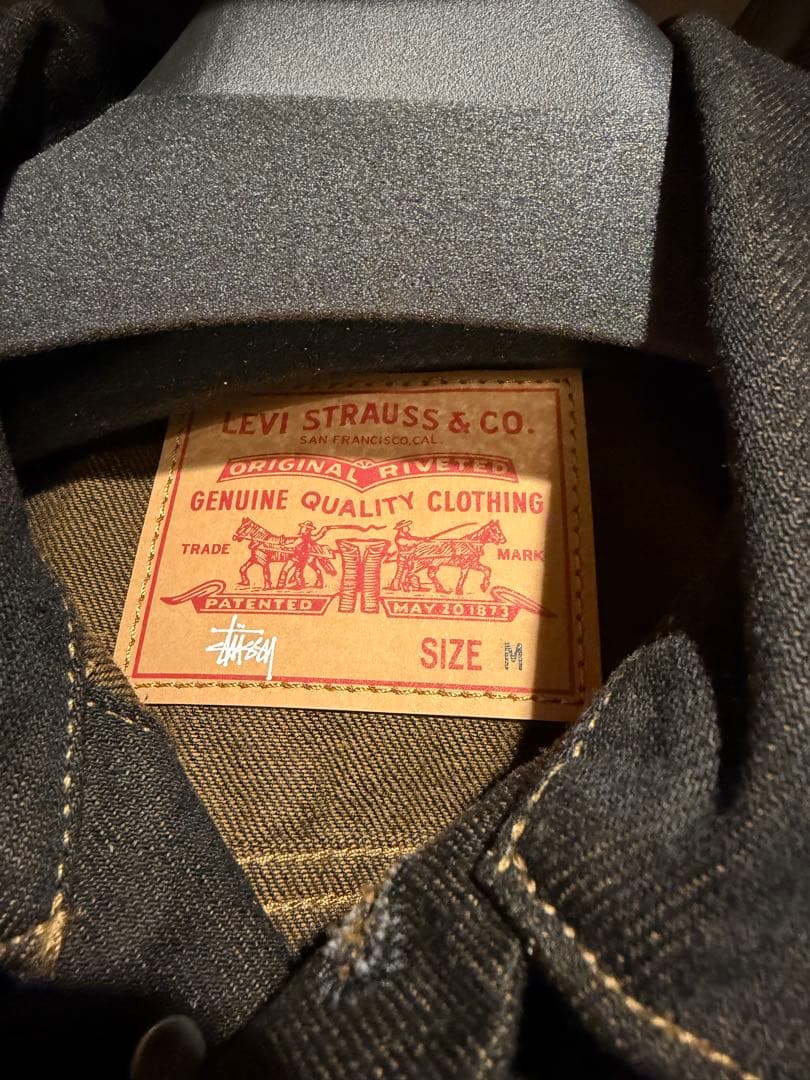 LEVI STRAUSS & CO.
SAN FRANCISCO, CAL.
ORIGINAL RIVETED
GENUINE QUALITY CLOTHING
TRADE MARK
PATENTED MAY 20 1873
Stüssy SIZE M